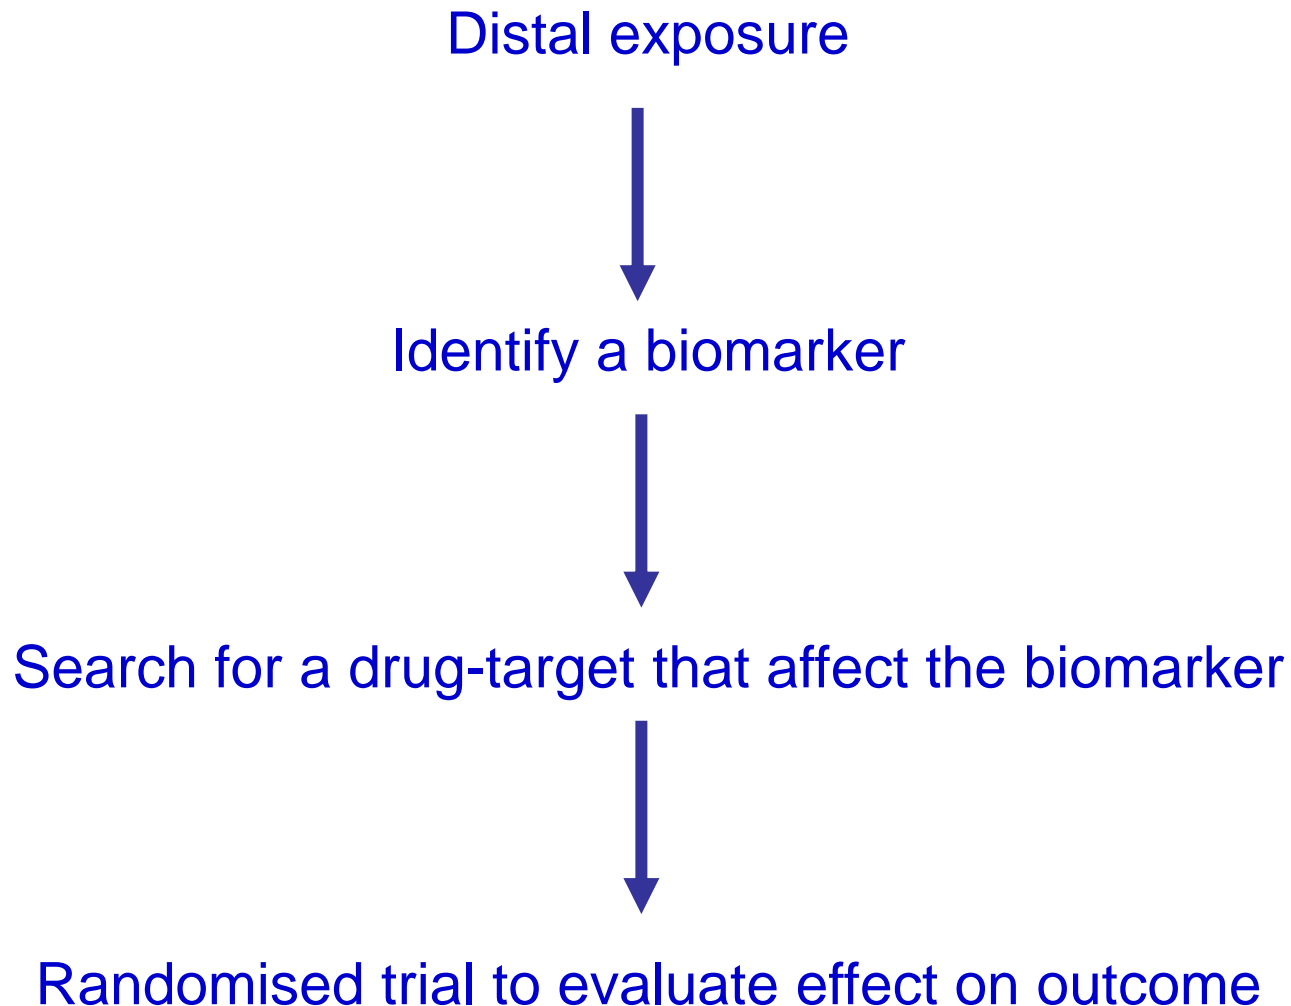 Distal exposure
Identify a biomarker
Search for a drug-target that affect the biomarker
Randomised trial to evaluate effect on outcome